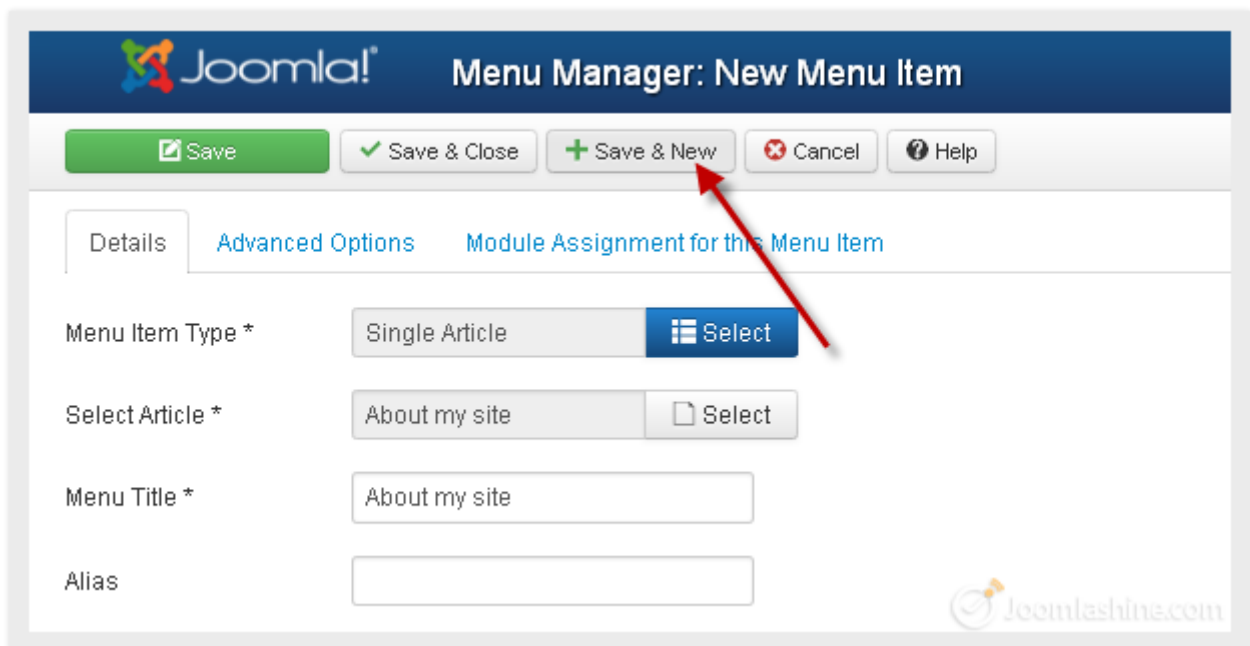 Joomla!® Menu Manager: New Menu Item
Save Save & Close Save & New Cancel Help
Details Advanced Options Module Assignment for this Menu Item
Menu Item Type * Single Article Select
Select Article * About my site Select
Menu Title * About my site
Alias
Joomlashine.com